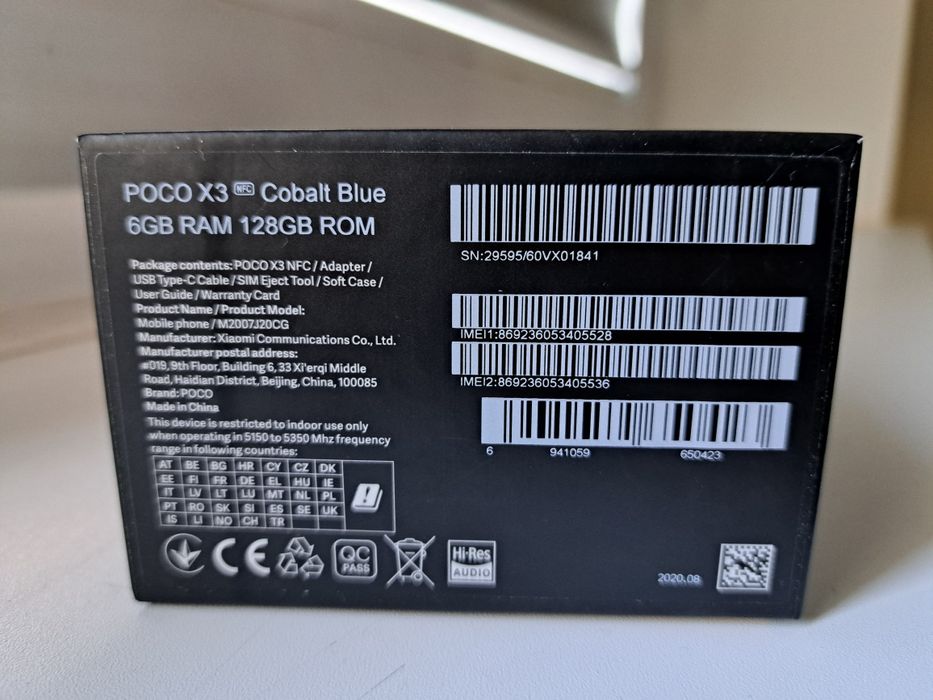 POCO X3 NFC Cobalt Blue
6GB RAM 128GB ROM
Package contents: POCO X3 NFC / Adapter /
USB Type-C Cable / SIM Eject Tool / Soft Case /
User Guide / Warranty Card
Product Name / Product Model:
Mobile phone / M2007J20CG
Manufacturer: Xiaomi Communications Co., Ltd.
Manufacturer postal address:
#019, 9th Floor, Building 6, 33 Xi'erqi Middle
Road, Haidian District, Beijing, China, 100085
Brand: POCO
Made in China
This device is restricted to indoor use only
when operating in 5150 to 5350 Mhz frequency
range in following countries:
AT BE BG HR CY CZ DK
EE FI FR DE EL HU IE
IT LV LT LU MT NL PL
PT RO SK SI ES SE UK
IS LI NO CH TR
CE
QC
PASS
Hi-Res
AUDIO
SN:29595/60VX01841
IMEI1:869236053405528
IMEI2:869236053405536
6 941059 650423
2020.08